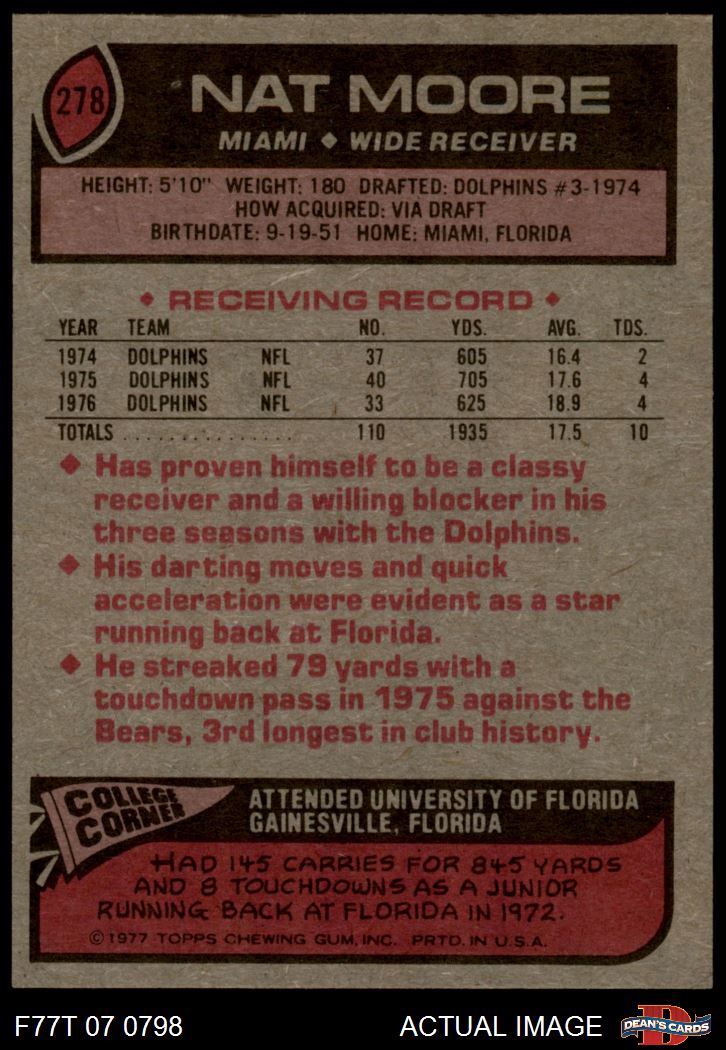 278
NAT MOORE
MIAMI ◆ WIDE RECEIVER
HEIGHT: 5'10" WEIGHT: 180 DRAFTED: DOLPHINS #3-1974
HOW ACQUIRED: VIA DRAFT
BIRTHDATE: 9-19-51 HOME: MIAMI, FLORIDA
◆ RECEIVING RECORD ◆
YEAR TEAM NO. YDS. AVG. TDS.
1974 DOLPHINS NFL 37 605 16.4 2
1975 DOLPHINS NFL 40 705 17.6 4
1976 DOLPHINS NFL 33 625 18.9 4
TOTALS ................ 110 1935 17.5 10
◆ Has proven himself to be a classy
receiver and a willing blocker in his
three seasons with the Dolphins.
◆ His darting moves and quick
acceleration were evident as a star
running back at Florida.
◆ He streaked 79 yards with a
touchdown pass in 1975 against the
Bears, 3rd longest in club history.
COLLEGE
CORNER
ATTENDED UNIVERSITY OF FLORIDA
GAINESVILLE, FLORIDA
HAD 145 CARRIES FOR 845 YARDS
AND 8 TOUCHDOWNS AS A JUNIOR
RUNNING BACK AT FLORIDA IN 1972.
©1977 TOPPS CHEWING GUM, INC. PRTD. IN U.S.A.
F77T 07 0798
ACTUAL IMAGE
D
DEAN'S CARDS